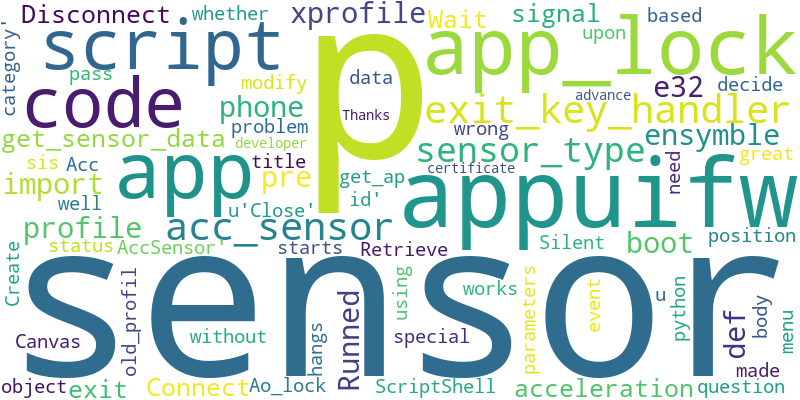 Disconnect whether xprofile signal based
Wait upon
category' script p app_lock
pass modify data e32 decide
code phone Thanks advance exit_key_handler
get_sensor_data problem developer wrong ensymble
sis Acc app title pre get_ap certificate sensor_type need great
import well u'Close' id' appuifw
profile acc_sensor starts Silent boot position
status AccSensor' Retrieve
Create old_profil using works parameters event u python body menu
Canvas without hangs Runned special sensor def made
object exit Connect Ao_lock ScriptShell acceleration question